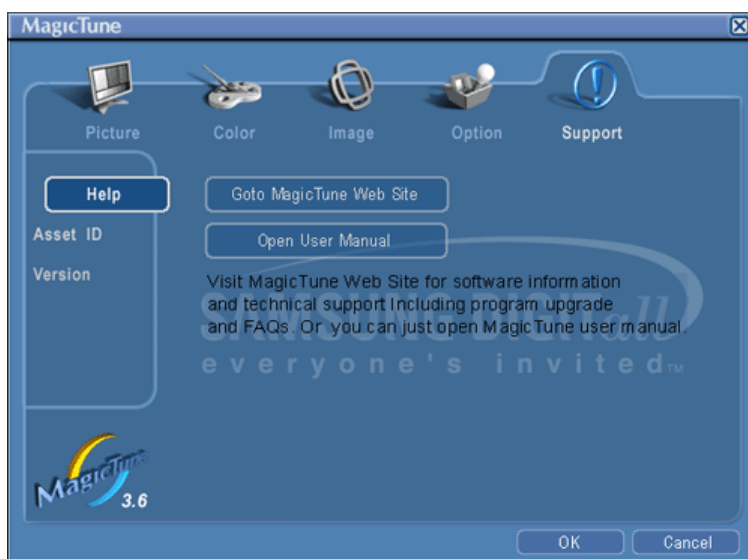 MagicTune
Picture
Color
Image
Option
Support
Help
Asset ID
Version
Goto MagicTune Web Site
Open User Manual
Visit MagicTune Web Site for software information
and technical support Including program upgrade
and FAQs. Or you can just open MagicTune user manual.
SAMSUNG DIGITall
everyone's invited™
MagicTune
3.6
OK
Cancel